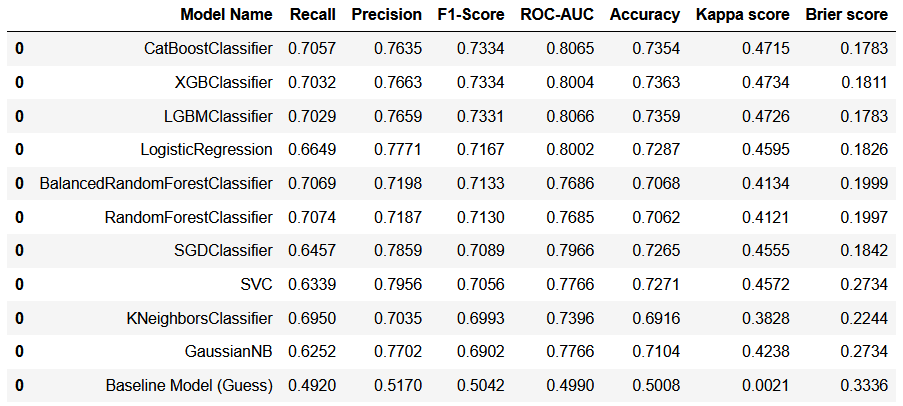 Model Name Recall Precision F1-Score ROC-AUC Accuracy Kappa score Brier score
0 CatBoostClassifier 0.7057 0.7635 0.7334 0.8065 0.7354 0.4715 0.1783
0 XGBClassifier 0.7032 0.7663 0.7334 0.8004 0.7363 0.4734 0.1811
0 LGBMClassifier 0.7029 0.7659 0.7331 0.8066 0.7359 0.4726 0.1783
0 LogisticRegression 0.6649 0.7771 0.7167 0.8002 0.7287 0.4595 0.1826
0 BalancedRandomForestClassifier 0.7069 0.7198 0.7133 0.7686 0.7068 0.4134 0.1999
0 RandomForestClassifier 0.7074 0.7187 0.7130 0.7685 0.7062 0.4121 0.1997
0 SGDClassifier 0.6457 0.7859 0.7089 0.7966 0.7265 0.4555 0.1842
0 SVC 0.6339 0.7956 0.7056 0.7766 0.7271 0.4572 0.2734
0 KNeighborsClassifier 0.6950 0.7035 0.6993 0.7396 0.6916 0.3828 0.2244
0 GaussianNB 0.6252 0.7702 0.6902 0.7766 0.7104 0.4238 0.2734
0 Baseline Model (Guess) 0.4920 0.5170 0.5042 0.4990 0.5008 0.0021 0.3336